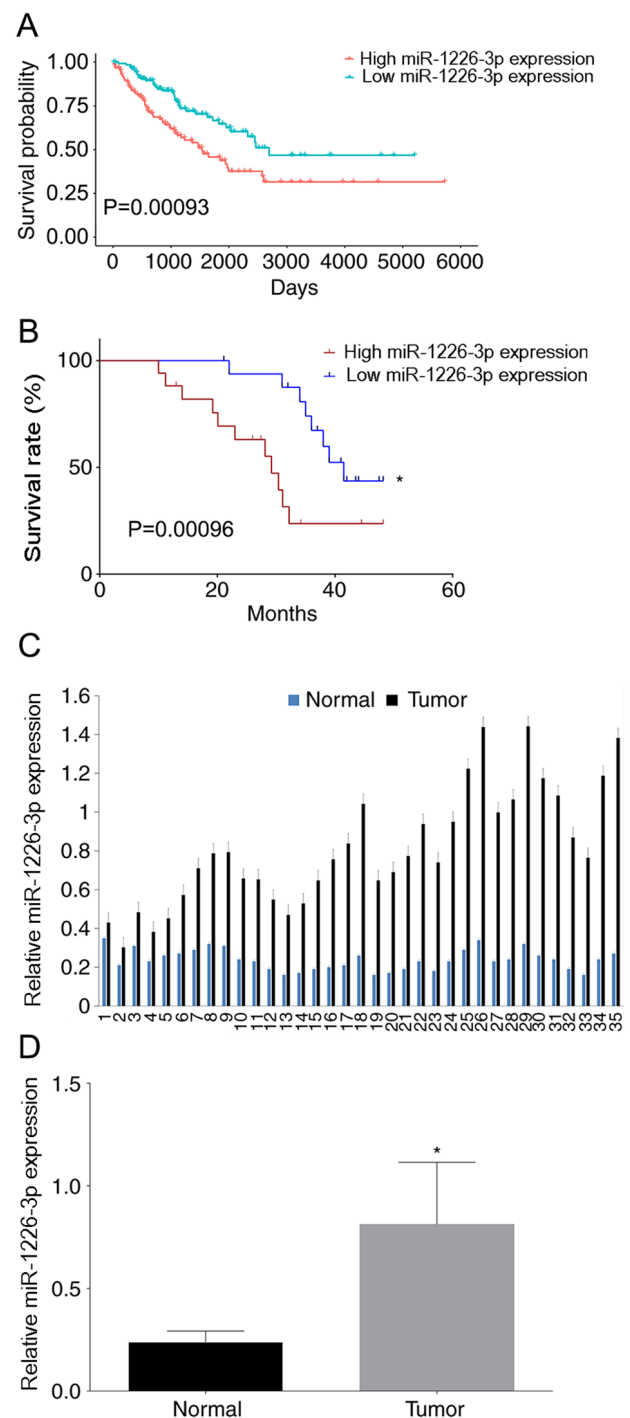 A
High miR-1226-3p expression
Low miR-1226-3p expression
Survival probability
1.00
0.75
0.50
0.25
0.00
P=0.00093
0 1000 2000 3000 4000 5000 6000
Days
B
High miR-1226-3p expression
Low miR-1226-3p expression
Survival rate (%)
100
50
0
*
P=0.00096
0 20 40 60
Months
C
Normal Tumor
Relative miR-1226-3p expression
1.6
1.4
1.2
1
0.8
0.6
0.4
0.2
0
1 2 3 4 5 6 7 8 9 10 11 12 13 14 15 16 17 18 19 20 21 22 23 24 25 26 27 28 29 30 31 32 33 34 35
D
Relative miR-1226-3p expression
1.5
1.0
0.5
0.0
*
Normal Tumor